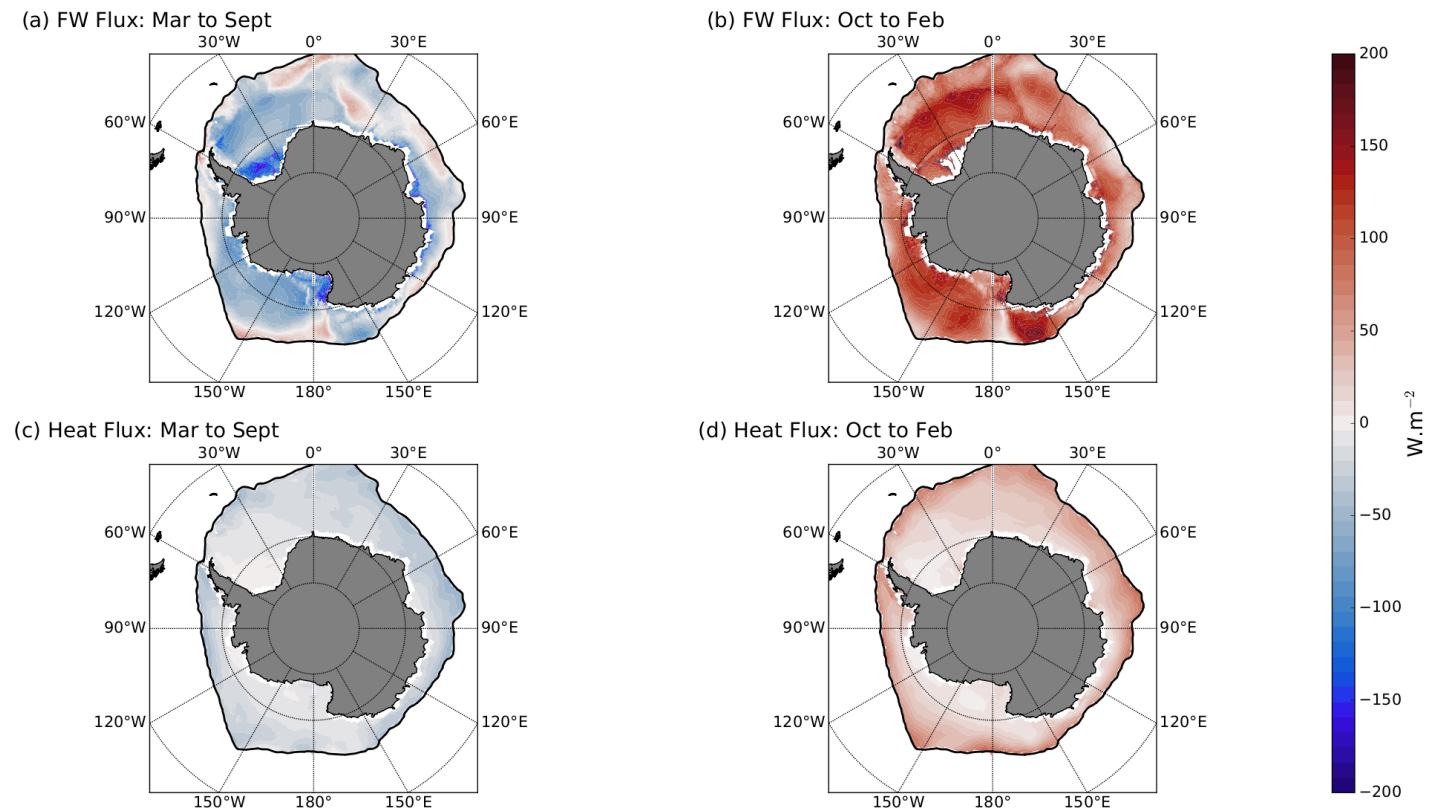 (a) FW Flux: Mar to Sept
30°W 0° 30°E
60°W 60°E
90°W 90°E
120°W 120°E
150°W 180° 150°E
(b) FW Flux: Oct to Feb
30°W 0° 30°E
60°W 60°E
90°W 90°E
120°W 120°E
150°W 180° 150°E
(c) Heat Flux: Mar to Sept
30°W 0° 30°E
60°W 60°E
90°W 90°E
120°W 120°E
150°W 180° 150°E
(d) Heat Flux: Oct to Feb
30°W 0° 30°E
60°W 60°E
90°W 90°E
120°W 120°E
150°W 180° 150°E
200
150
100
50
0
−50
−100
−150
−200
W.m⁻²